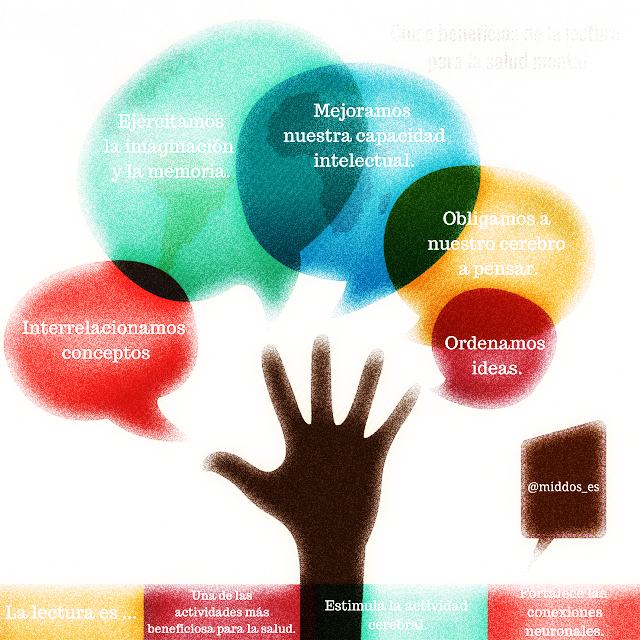 Cinco beneficios de la lectura
para la salud mental
Ejercitamos
la imaginación
y la memoria.
Mejoramos
nuestra capacidad
intelectual.
Obligamos a
nuestro cerebro
a pensar.
Interrelacionamos
conceptos
Ordenamos
ideas.
@middos_es
La lectura es ...
Una de las
actividades más
beneficiosa para la salud.
Estimula la actividad
cerebral.
Fortalece las
conexiones
neuronales.